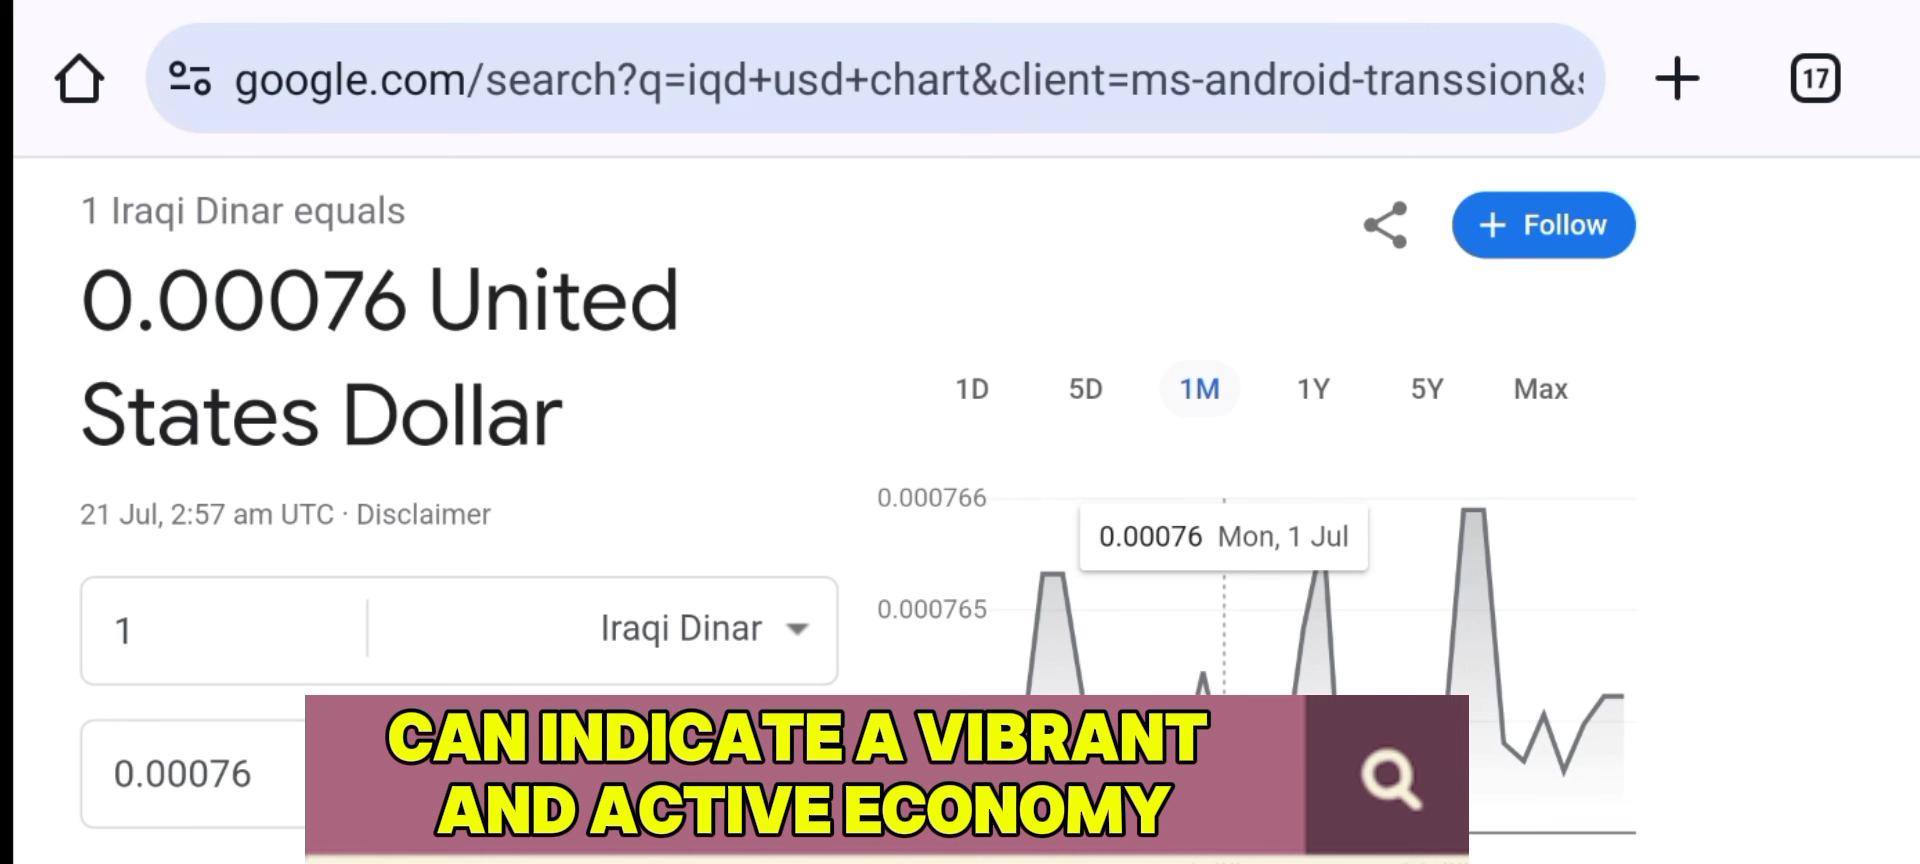 google.com/search?q=iqd+usd+chart&client=ms-android-transsion&
17
1 Iraqi Dinar equals
0.00076 United
States Dollar
21 Jul, 2:57 am UTC · Disclaimer
+ Follow
1D 5D 1M 1Y 5Y Max
0.000766
0.00076 Mon, 1 Jul
0.000765
1 Iraqi Dinar
0.00076
CAN INDICATE A VIBRANT
AND ACTIVE ECONOMY